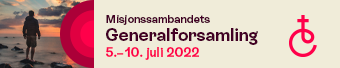 Misjonssambandets
Generalforsamling
5.–10. juli 2022